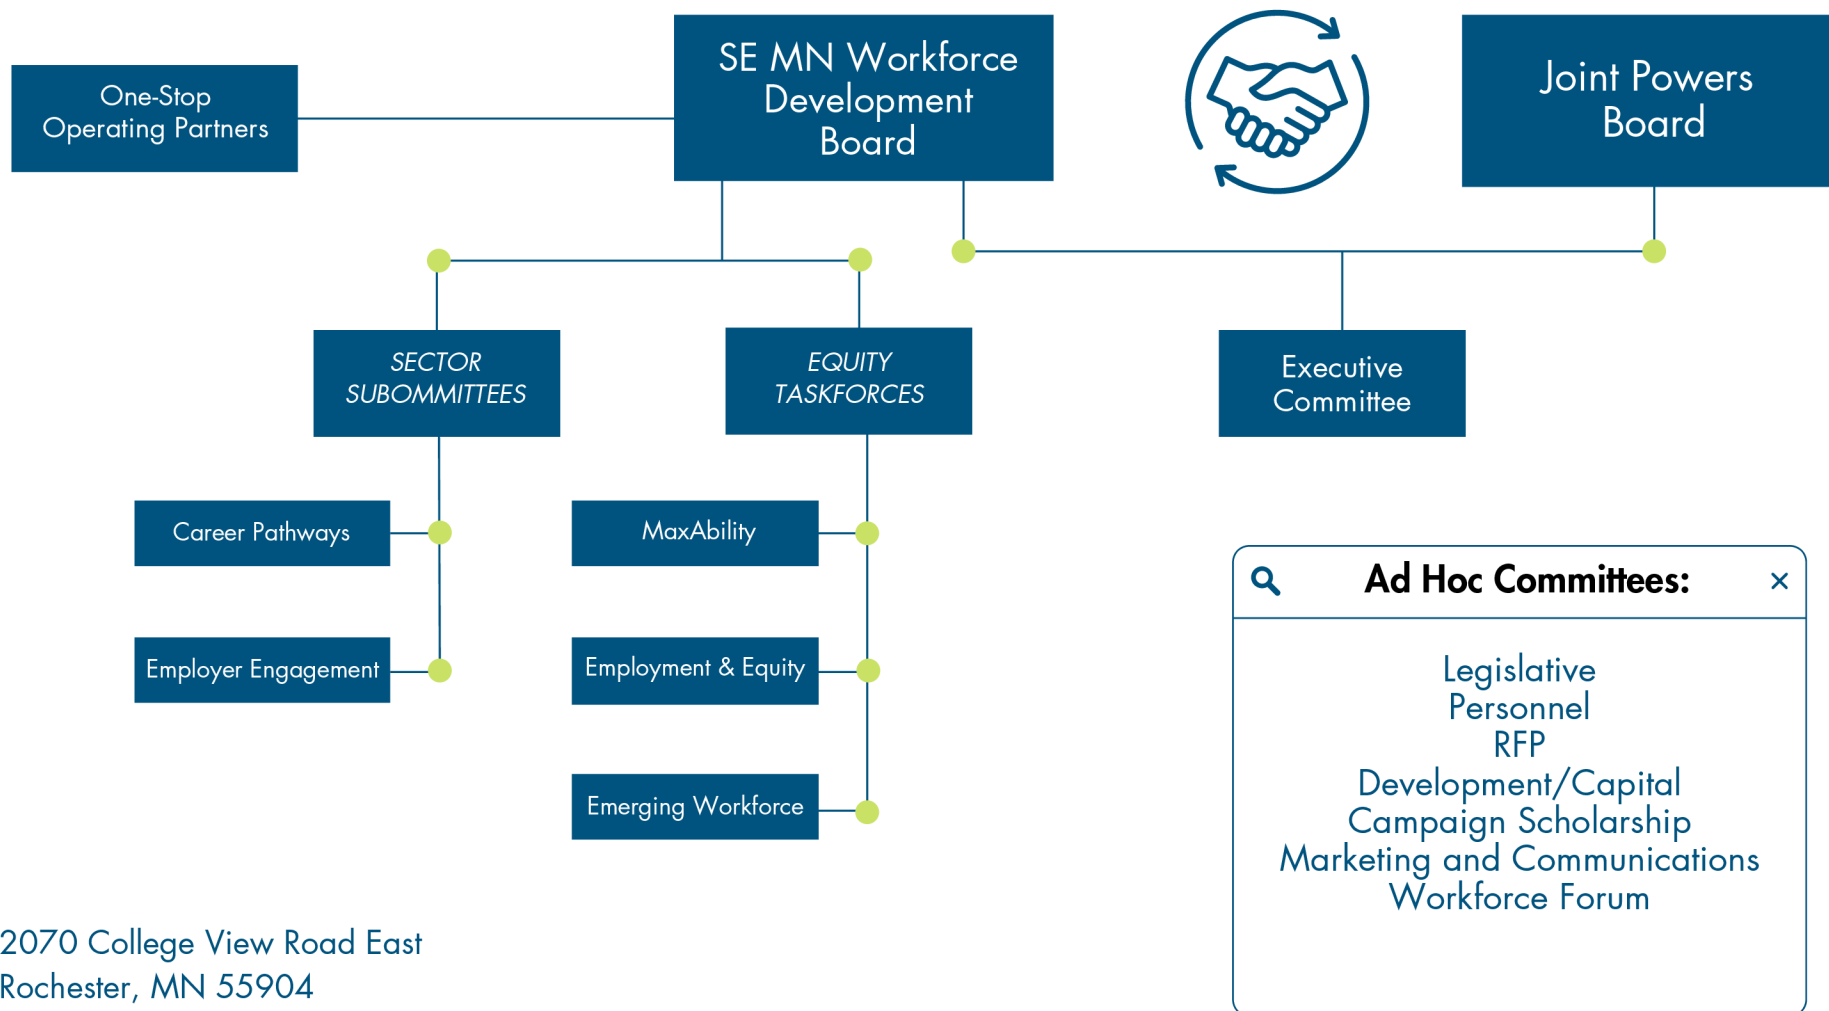 One-Stop
Operating Partners
SE MN Workforce
Development
Board
Joint Powers
Board
SECTOR
SUBOMMITTEES
EQUITY
TASKFORCES
Executive
Committee
Career Pathways
MaxAbility
Employer Engagement
Employment & Equity
Emerging Workforce
Ad Hoc Committees:
Legislative
Personnel
RFP
Development/Capital
Campaign Scholarship
Marketing and Communications
Workforce Forum
2070 College View Road East
Rochester, MN 55904